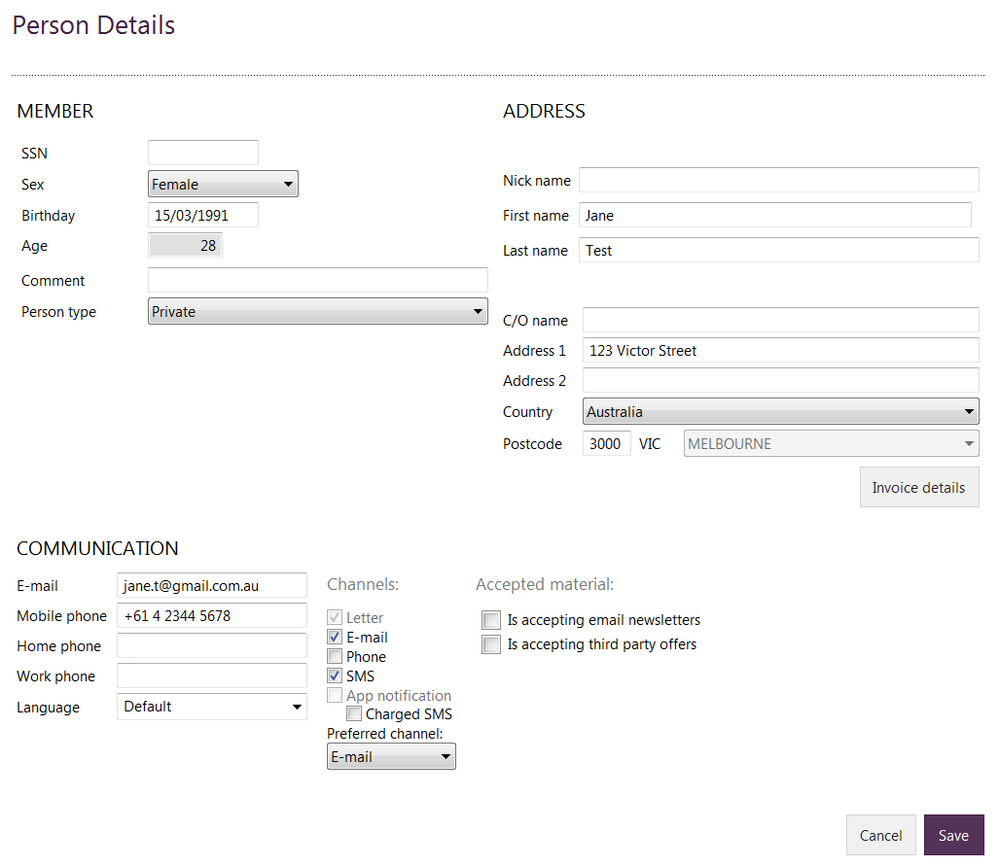 Person Details
MEMBER
SSN
Sex Female
Birthday 15/03/1991
Age 28
Comment
Person type Private
ADDRESS
Nick name
First name Jane
Last name Test
C/O name
Address 1 123 Victor Street
Address 2
Country Australia
Postcode 3000 VIC MELBOURNE
Invoice details
COMMUNICATION
E-mail jane.t@gmail.com.au
Mobile phone +61 4 2344 5678
Home phone
Work phone
Language Default
Channels:
Letter
E-mail
Phone
SMS
App notification
Charged SMS
Preferred channel:
E-mail
Accepted material:
Is accepting email newsletters
Is accepting third party offers
Cancel Save